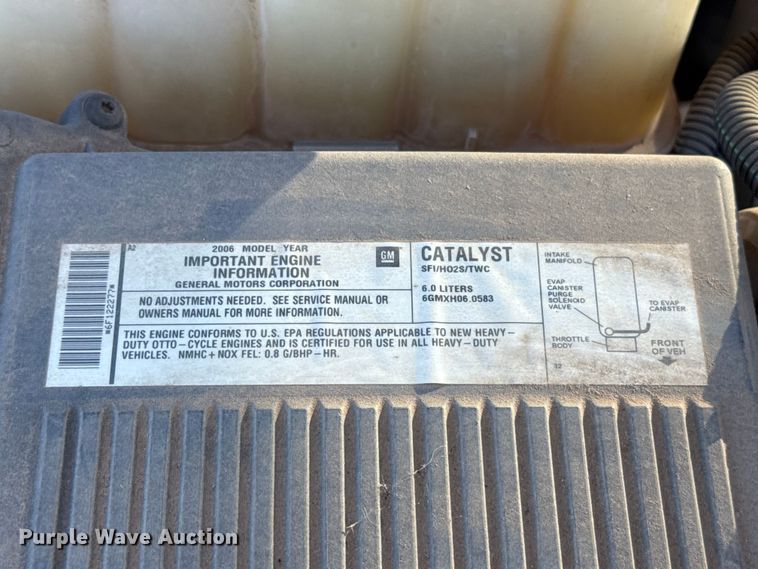 A2
2006 MODEL YEAR
IMPORTANT ENGINE
INFORMATION
GENERAL MOTORS CORPORATION
GM
CATALYST
SFI/HO2S/TWC
6.0 LITERS
6GMXH06.0583
NO ADJUSTMENTS NEEDED. SEE SERVICE MANUAL OR
OWNERS MANUAL FOR MORE INFORMATION.
THIS ENGINE CONFORMS TO U.S. EPA REGULATIONS APPLICABLE TO NEW HEAVY-
DUTY OTTO-CYCLE ENGINES AND IS CERTIFIED FOR USE IN ALL HEAVY-DUTY
VEHICLES. NMHC+NOX FEL: 0.8 G/BHP-HR.
INTAKE
MANIFOLD
EVAP
CANISTER
PURGE
SOLENOID
VALVE
TO EVAP
CANISTER
THROTTLE
BODY
FRONT
OF VEH
12
*6F122277*
Purple Wave Auction